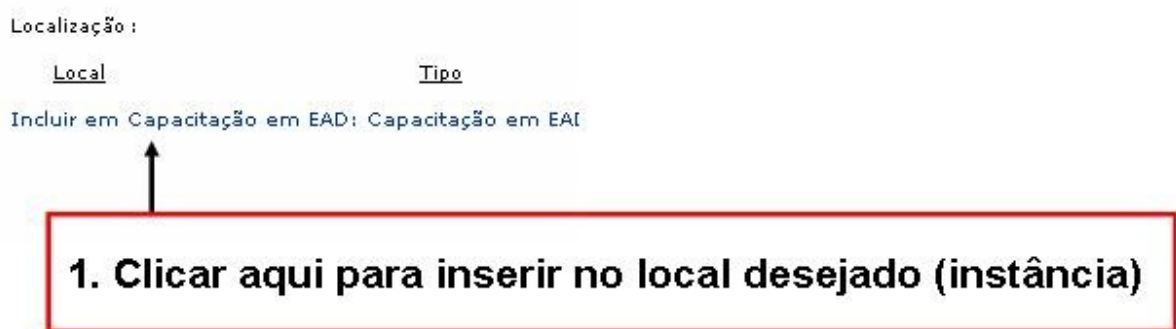 Localização :
Local Tipo
Incluir em Capacitação em EAD: Capacitação em EAI
1. Clicar aqui para inserir no local desejado (instância)